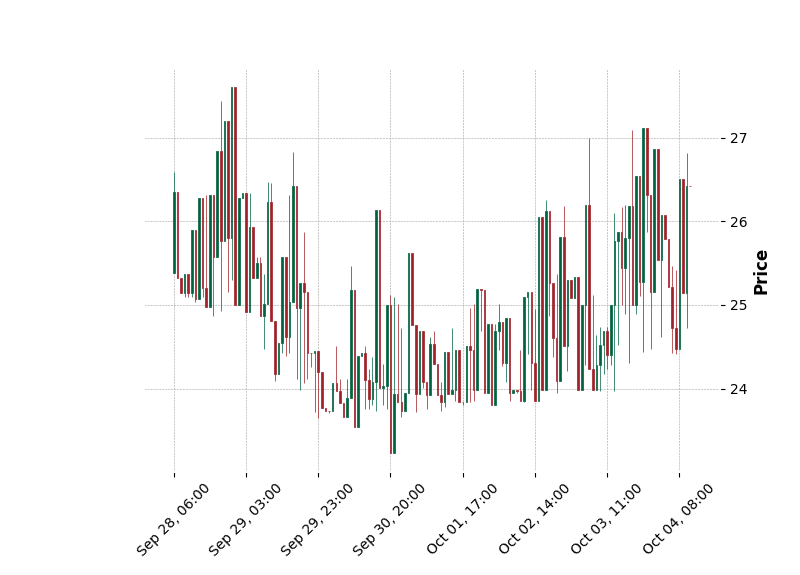 27
26
25
24
Price
Sep 28, 06:00
Sep 29, 03:00
Sep 29, 23:00
Sep 30, 20:00
Oct 01, 17:00
Oct 02, 14:00
Oct 03, 11:00
Oct 04, 08:00